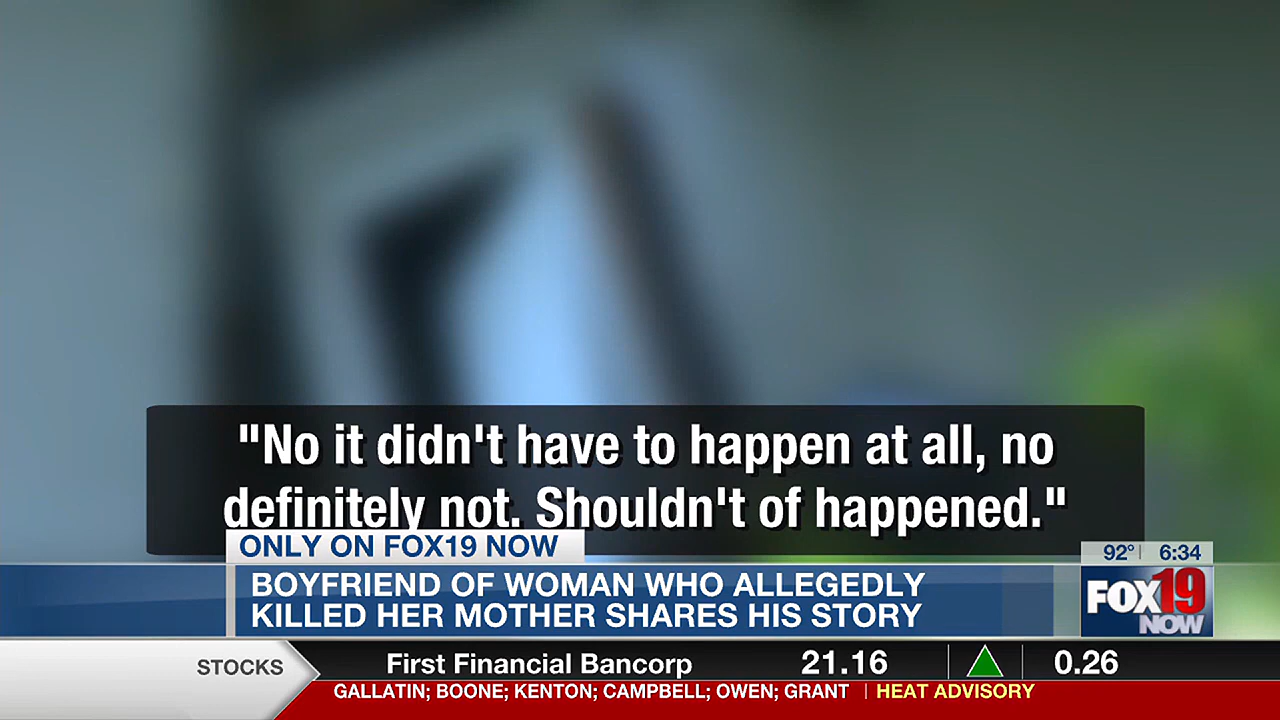 "No it didn't have to happen at all, no
definitely not. Shouldn't of happened."
ONLY ON FOX19 NOW
BOYFRIEND OF WOMAN WHO ALLEGEDLY
KILLED HER MOTHER SHARES HIS STORY
92° 6:34
FOX19
NOW
STOCKS First Financial Bancorp 21.16 0.26
GALLATIN; BOONE; KENTON; CAMPBELL; OWEN; GRANT HEAT ADVISORY